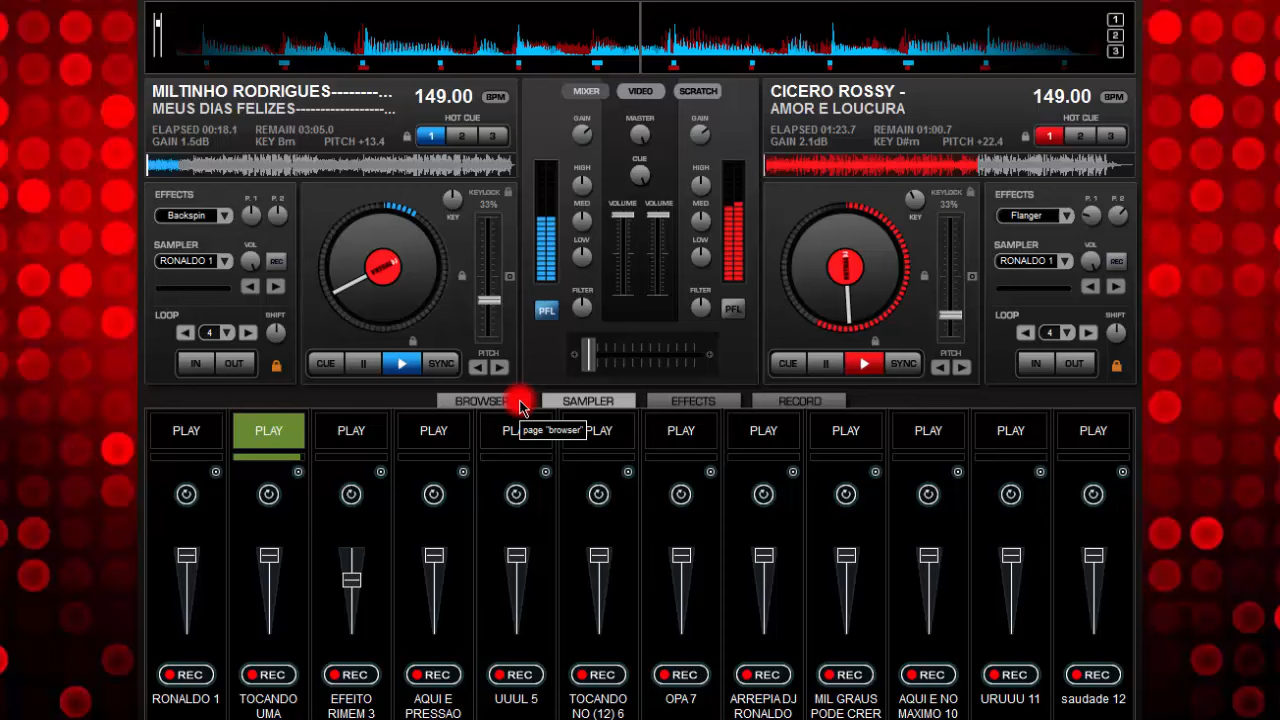 1
2
3
MILTINHO RODRIGUES--------...
MEUS DIAS FELIZES------------------...
149.00 BPM
ELAPSED 00:18.1 REMAIN 03:05.0
GAIN 1.5dB KEY Bm PITCH +13.4
HOT CUE
1 2 3
MIXER VIDEO SCRATCH
CICERO ROSSY -
AMOR E LOUCURA
149.00 BPM
ELAPSED 01:23.7 REMAIN 01:00.7
GAIN 2.1dB KEY D#m PITCH +22.4
HOT CUE
1 2 3
EFFECTS P. 1 P. 2
Backspin
SAMPLER VOL
RONALDO 1 REC
LOOP SHIFT
4
IN OUT
KEYLOCK
33%
KEY
CUE II SYNC
PITCH
GAIN MASTER GAIN
HIGH CUE HIGH
MED VOLUME VOLUME MED
LOW LOW
FILTER FILTER
PFL PFL
KEYLOCK
33%
KEY
CUE II SYNC
PITCH
EFFECTS P. 1 P. 2
Flanger
SAMPLER VOL
RONALDO 1 REC
LOOP SHIFT
4
IN OUT
BROWSER SAMPLER EFFECTS RECORD
page "browser"
PLAY PLAY PLAY PLAY PLAY PLAY PLAY PLAY PLAY PLAY PLAY
REC REC REC REC REC REC REC REC REC REC REC REC
RONALDO 1
TOCANDO
UMA
EFEITO
RIMEM 3
AQUI E
PRESSAO
UUUL 5
TOCANDO
NO (12) 6
OPA 7
ARREPIA DJ
RONALDO
MIL GRAUS
PODE CRER
AQUI E NO
MAXIMO 10
URUUU 11
saudade 12